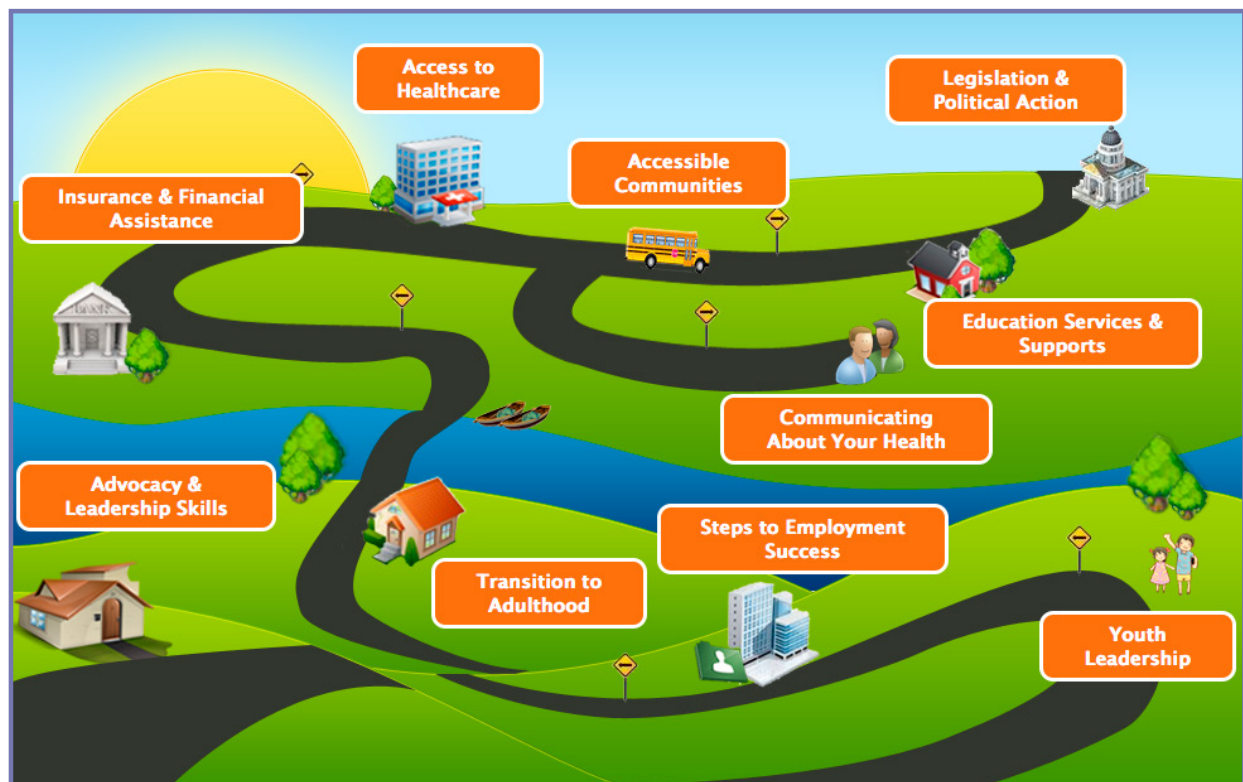 Access to
Healthcare
Legislation &
Political Action
Accessible
Communities
Insurance & Financial
Assistance
BANK
Education Services &
Supports
Communicating
About Your Health
Advocacy &
Leadership Skills
Steps to Employment
Success
Transition to
Adulthood
Youth
Leadership